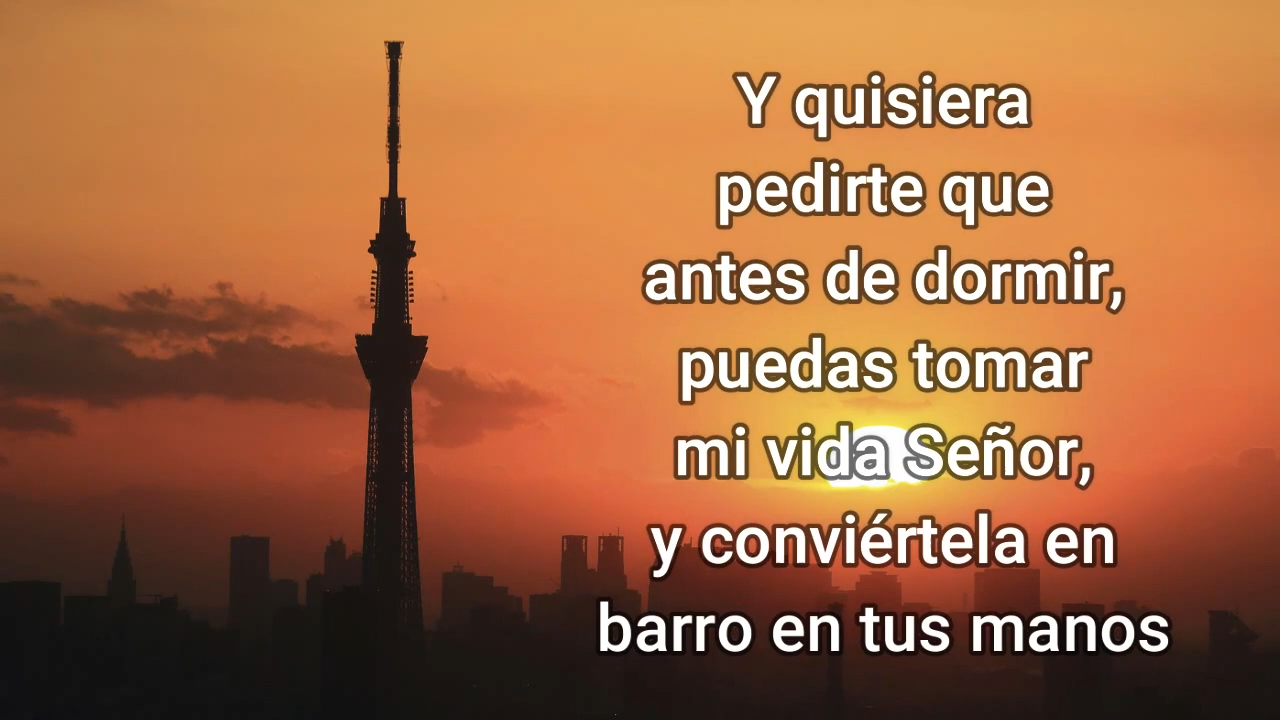 Y quisiera
pedirte que
antes de dormir,
puedas tomar
mi vida Señor,
y conviértela en
barro en tus manos